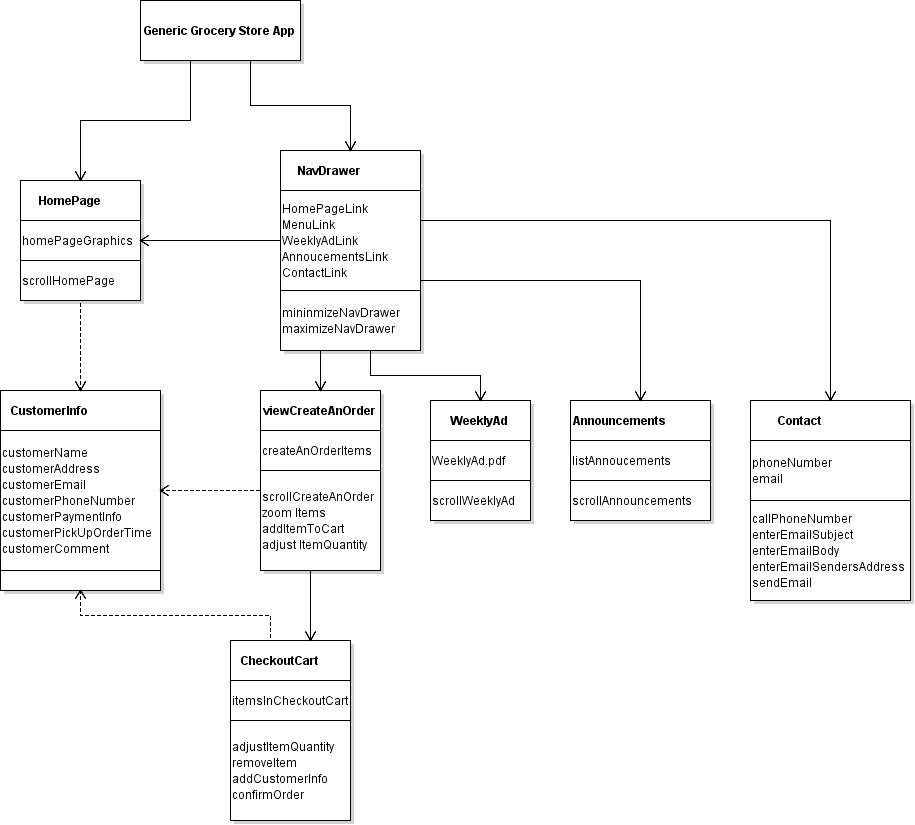 Generic Grocery Store App
NavDrawer
HomePageLink
MenuLink
WeeklyAdLink
AnnoucementsLink
ContactLink
mininmizeNavDrawer
maximizeNavDrawer
HomePage
homePageGraphics
scrollHomePage
CustomerInfo
customerName
customerAddress
customerEmail
customerPhoneNumber
customerPaymentInfo
customerPickUpOrderTime
customerComment
viewCreateAnOrder
createAnOrderItems
scrollCreateAnOrder
zoom Items
addItemToCart
adjust ItemQuantity
WeeklyAd
WeeklyAd.pdf
scrollWeeklyAd
Announcements
listAnnoucements
scrollAnnouncements
Contact
phoneNumber
email
callPhoneNumber
enterEmailSubject
enterEmailBody
enterEmailSendersAddress
sendEmail
CheckoutCart
itemsInCheckoutCart
adjustItemQuantity
removeItem
addCustomerInfo
confirmOrder